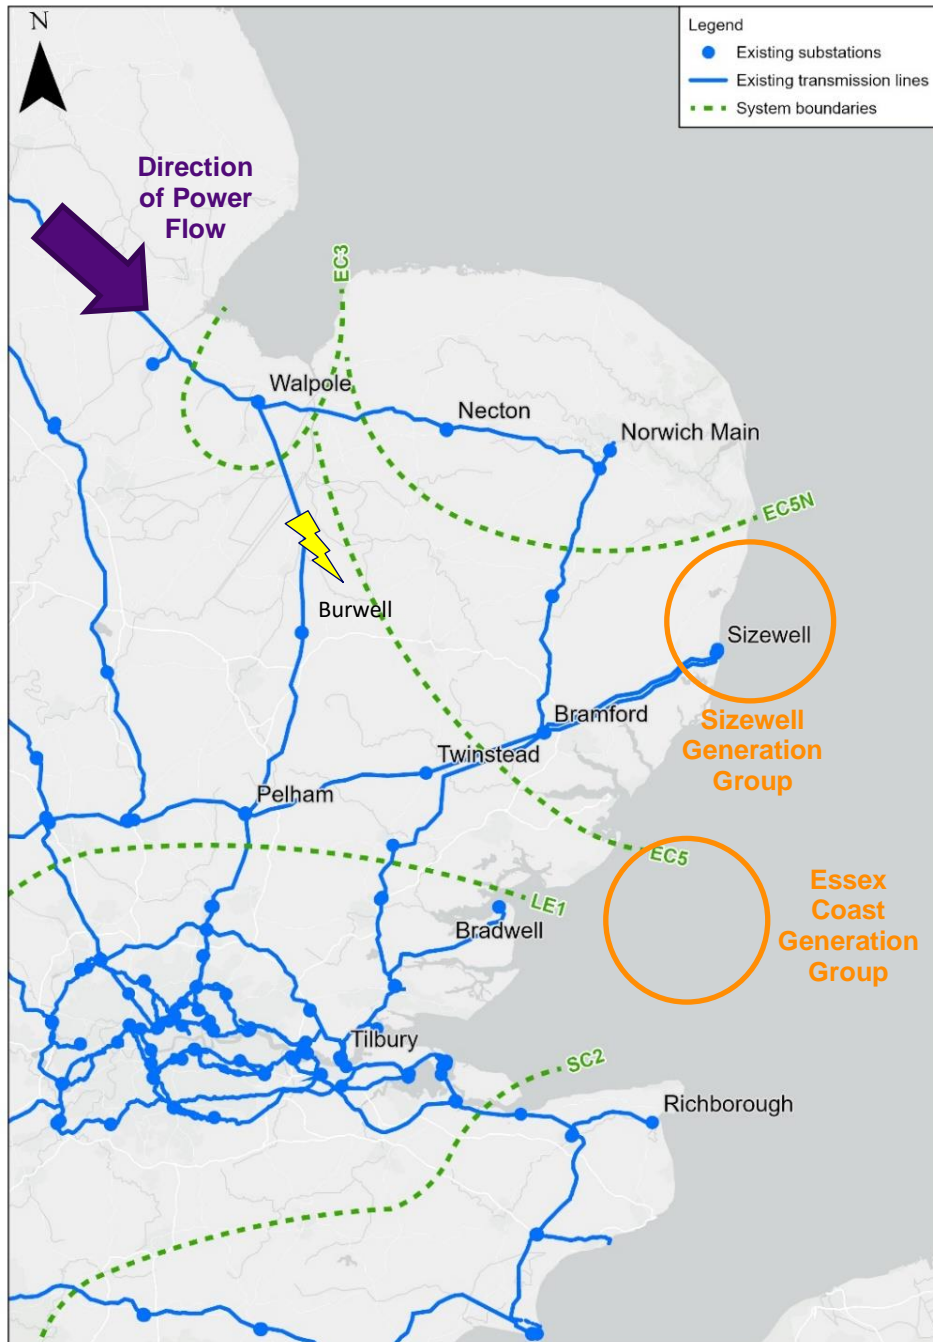 N
Legend
Existing substations
Existing transmission lines
System boundaries
Direction
of Power
Flow
EC3
Walpole
Necton
Norwich Main
EC5N
Burwell
Sizewell
Bramford
Sizewell
Generation
Group
Twinstead
Pelham
EC5
LE1
Bradwell
Essex
Coast
Generation
Group
Tilbury
SC2
Richborough